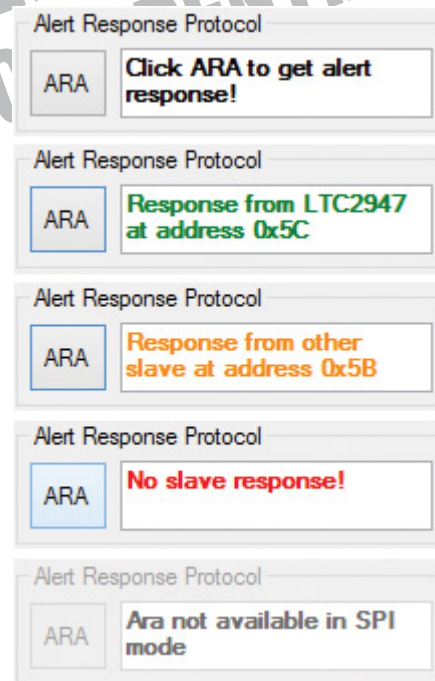 Alert Response Protocol
ARA
Click ARA to get alert
response!
Alert Response Protocol
ARA
Response from LTC2947
at address 0x5C
Alert Response Protocol
ARA
Response from other
slave at address 0x5B
Alert Response Protocol
ARA
No slave response!
Alert Response Protocol
ARA
Ara not available in SPI
mode